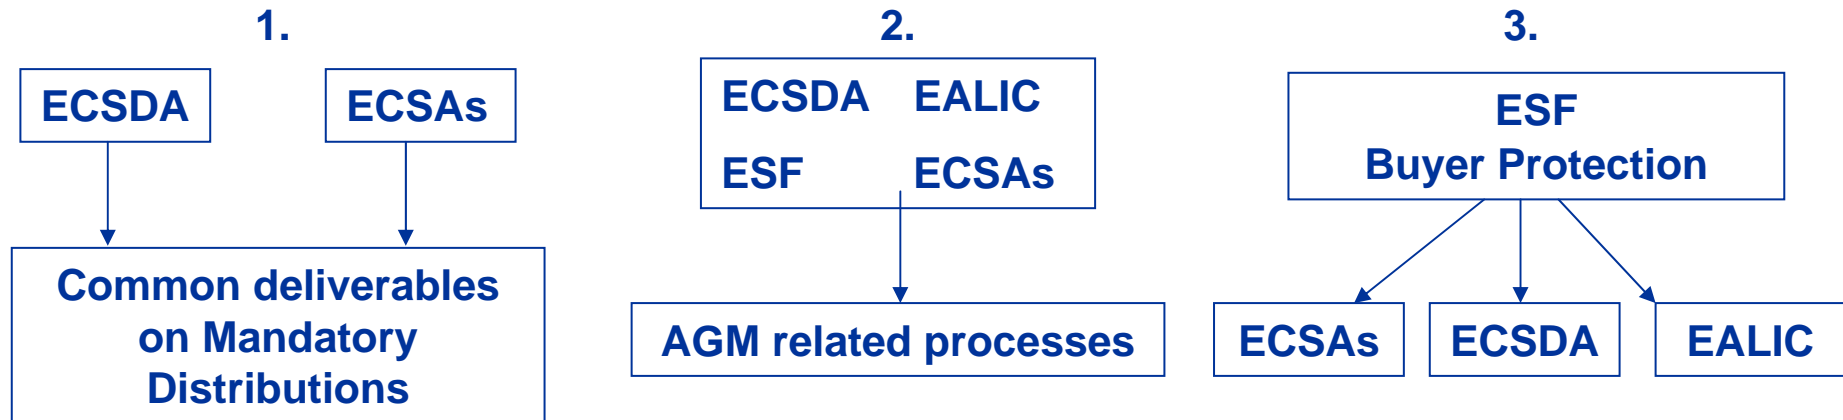 1.
ECSDA
ECSAs
Common deliverables
on Mandatory
Distributions
2.
ECSDA EALIC
ESF ECSAs
AGM related processes
3.
ESF
Buyer Protection
ECSAs
ECSDA
EALIC